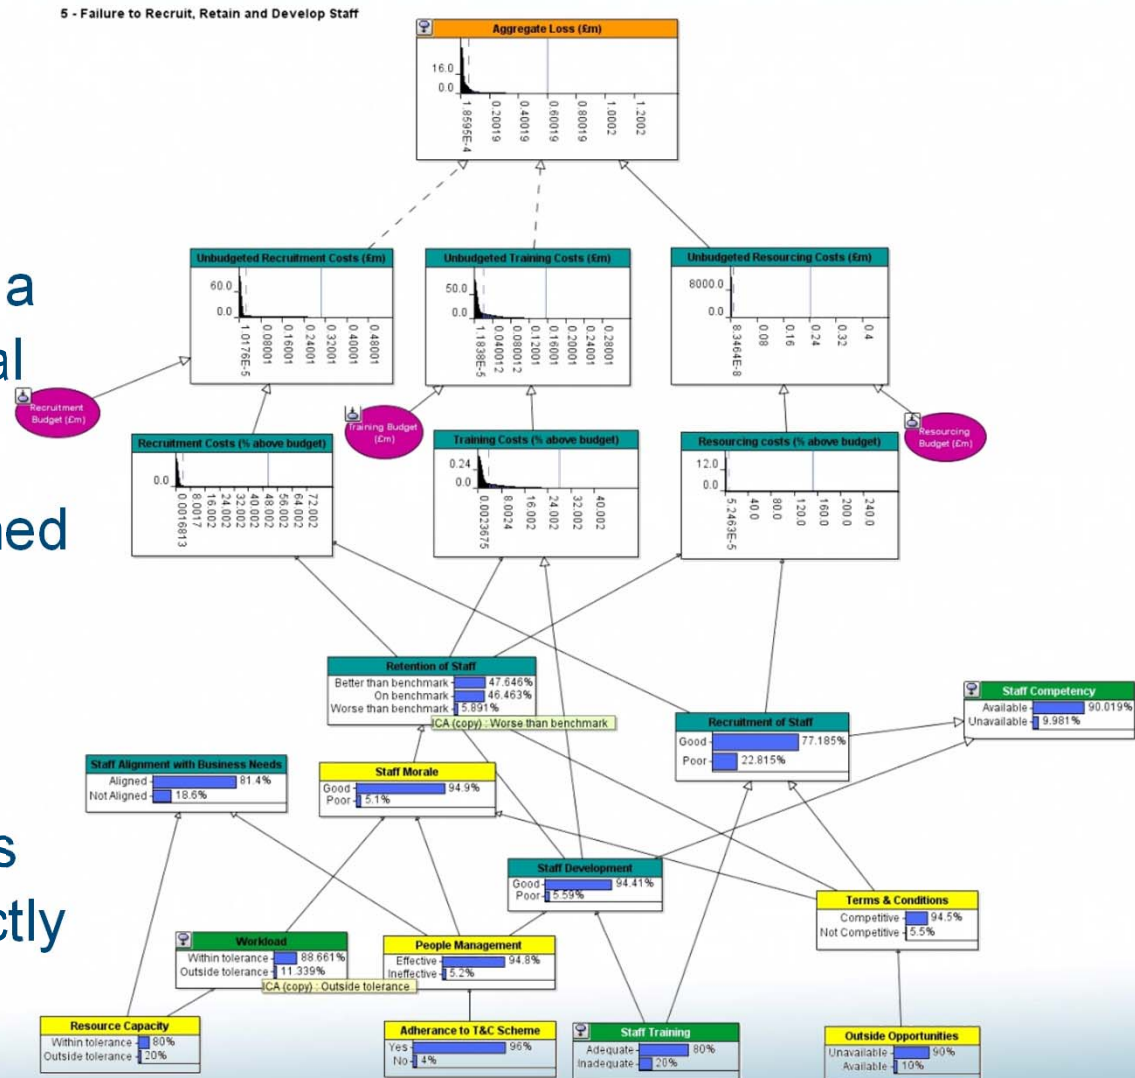 5 - Failure to Recruit, Retain and Develop Staff
Aggregate Loss (£m)
16.0
0.0
1.8595E-4
0.20019
0.40019
0.60019
0.80019
1.0002
1.2002
a
al
ned
s
ctly
Unbudgeted Recruitment Costs (£m)
60.0
0.0
1.0176E-5
0.08001
0.16001
0.24001
0.32001
0.40001
0.48001
Unbudgeted Training Costs (£m)
50.0
0.0
1.1838E-5
0.040012
0.080012
0.12001
0.16001
0.20001
0.24001
0.28001
Unbudgeted Resourcing Costs (£m)
8000.0
0.0
8.3464E-8
0.08
0.16
0.24
0.32
0.4
Recruitment
Budget (£m)
Training Budget
(£m)
Resourcing
Budget (£m)
Recruitment Costs (% above budget)
0.0
0.0016813
8.0017
16.002
24.002
32.002
40.002
48.002
56.002
64.002
72.002
Training Costs (% above budget)
0.24
0.0
0.0023675
8.0024
16.002
24.002
32.002
40.002
Resourcing costs (% above budget)
12.0
0.0
5.2463E-5
40.0
80.0
120.0
160.0
200.0
240.0
Retention of Staff
Better than benchmark 47.646%
On benchmark 46.463%
Worse than benchmark 5.891%
ICA (copy) : Worse than benchmark
Recruitment of Staff
Good 77.185%
Poor 22.815%
Staff Competency
Available 90.019%
Unavailable 9.981%
Staff Alignment with Business Needs
Aligned 81.4%
Not Aligned 18.6%
Staff Morale
Good 94.9%
Poor 5.1%
Staff Development
Good 94.41%
Poor 5.59%
Terms & Conditions
Competitive 94.5%
Not Competitive 5.5%
Workload
Within tolerance 88.661%
Outside tolerance 11.339%
ICA (copy) : Outside tolerance
People Management
Effective 94.8%
Ineffective 5.2%
Resource Capacity
Within tolerance 80%
Outside tolerance 20%
Adherance to T&C Scheme
Yes 96%
No 4%
Staff Training
Adequate 80%
Inadequate 20%
Outside Opportunities
Unavailable 90%
Available 10%